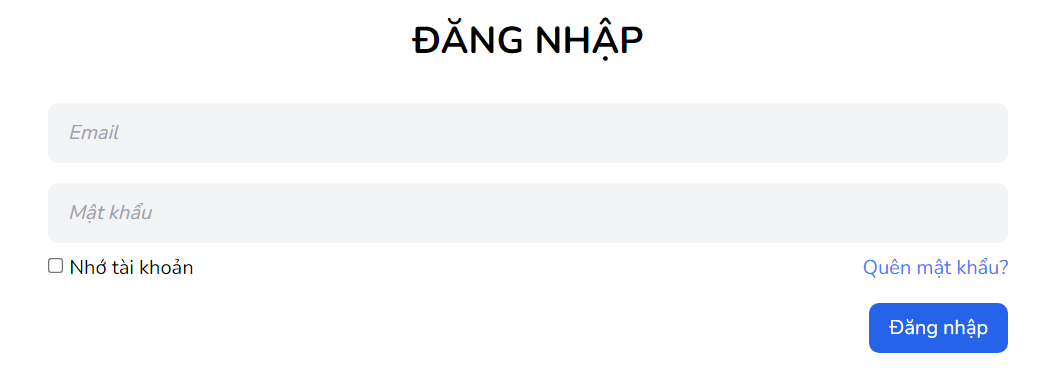 ĐĂNG NHẬP
Email
Mật khẩu
Nhớ tài khoản
Quên mật khẩu?
Đăng nhập